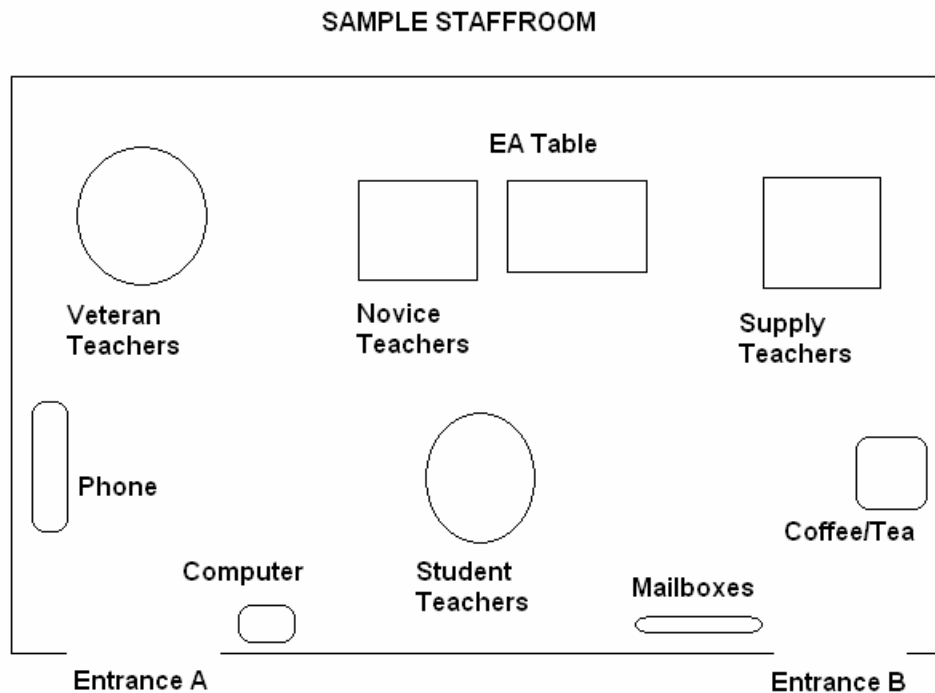 SAMPLE STAFFROOM
EA Table
Veteran
Teachers
Novice
Teachers
Supply
Teachers
Phone
Coffee/Tea
Computer
Student
Teachers
Mailboxes
Entrance A
Entrance B